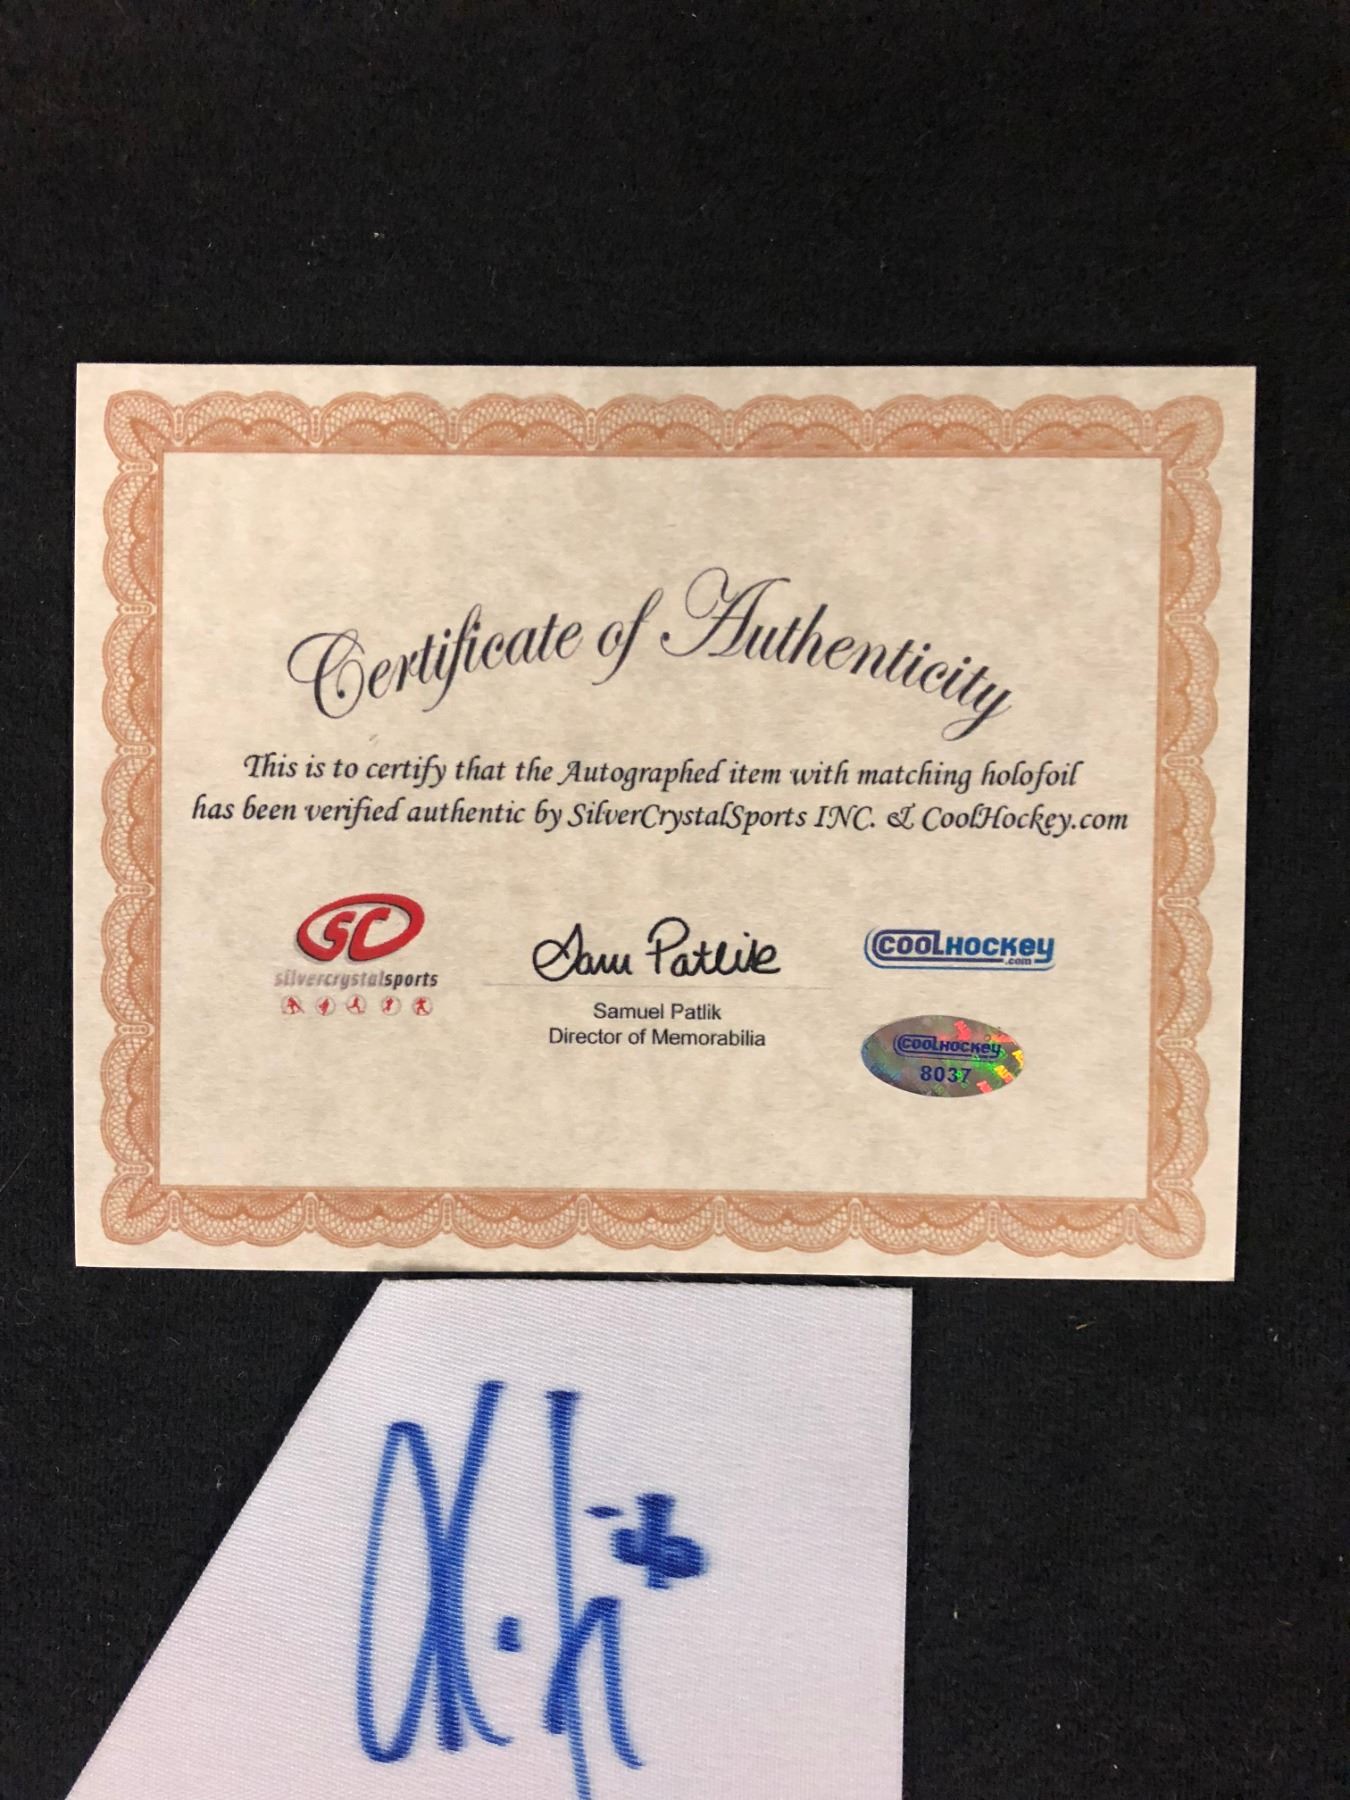 Certificate of Authenticity
This is to certify that the Autographed item with matching holofoil
has been verified authentic by SilverCrystalSports INC. & CoolHockey.com
SC
silvercrystalsports
Sam Patlik
Samuel Patlik
Director of Memorabilia
COOLHOCKEY
.com
COOLHOCKEY
8037